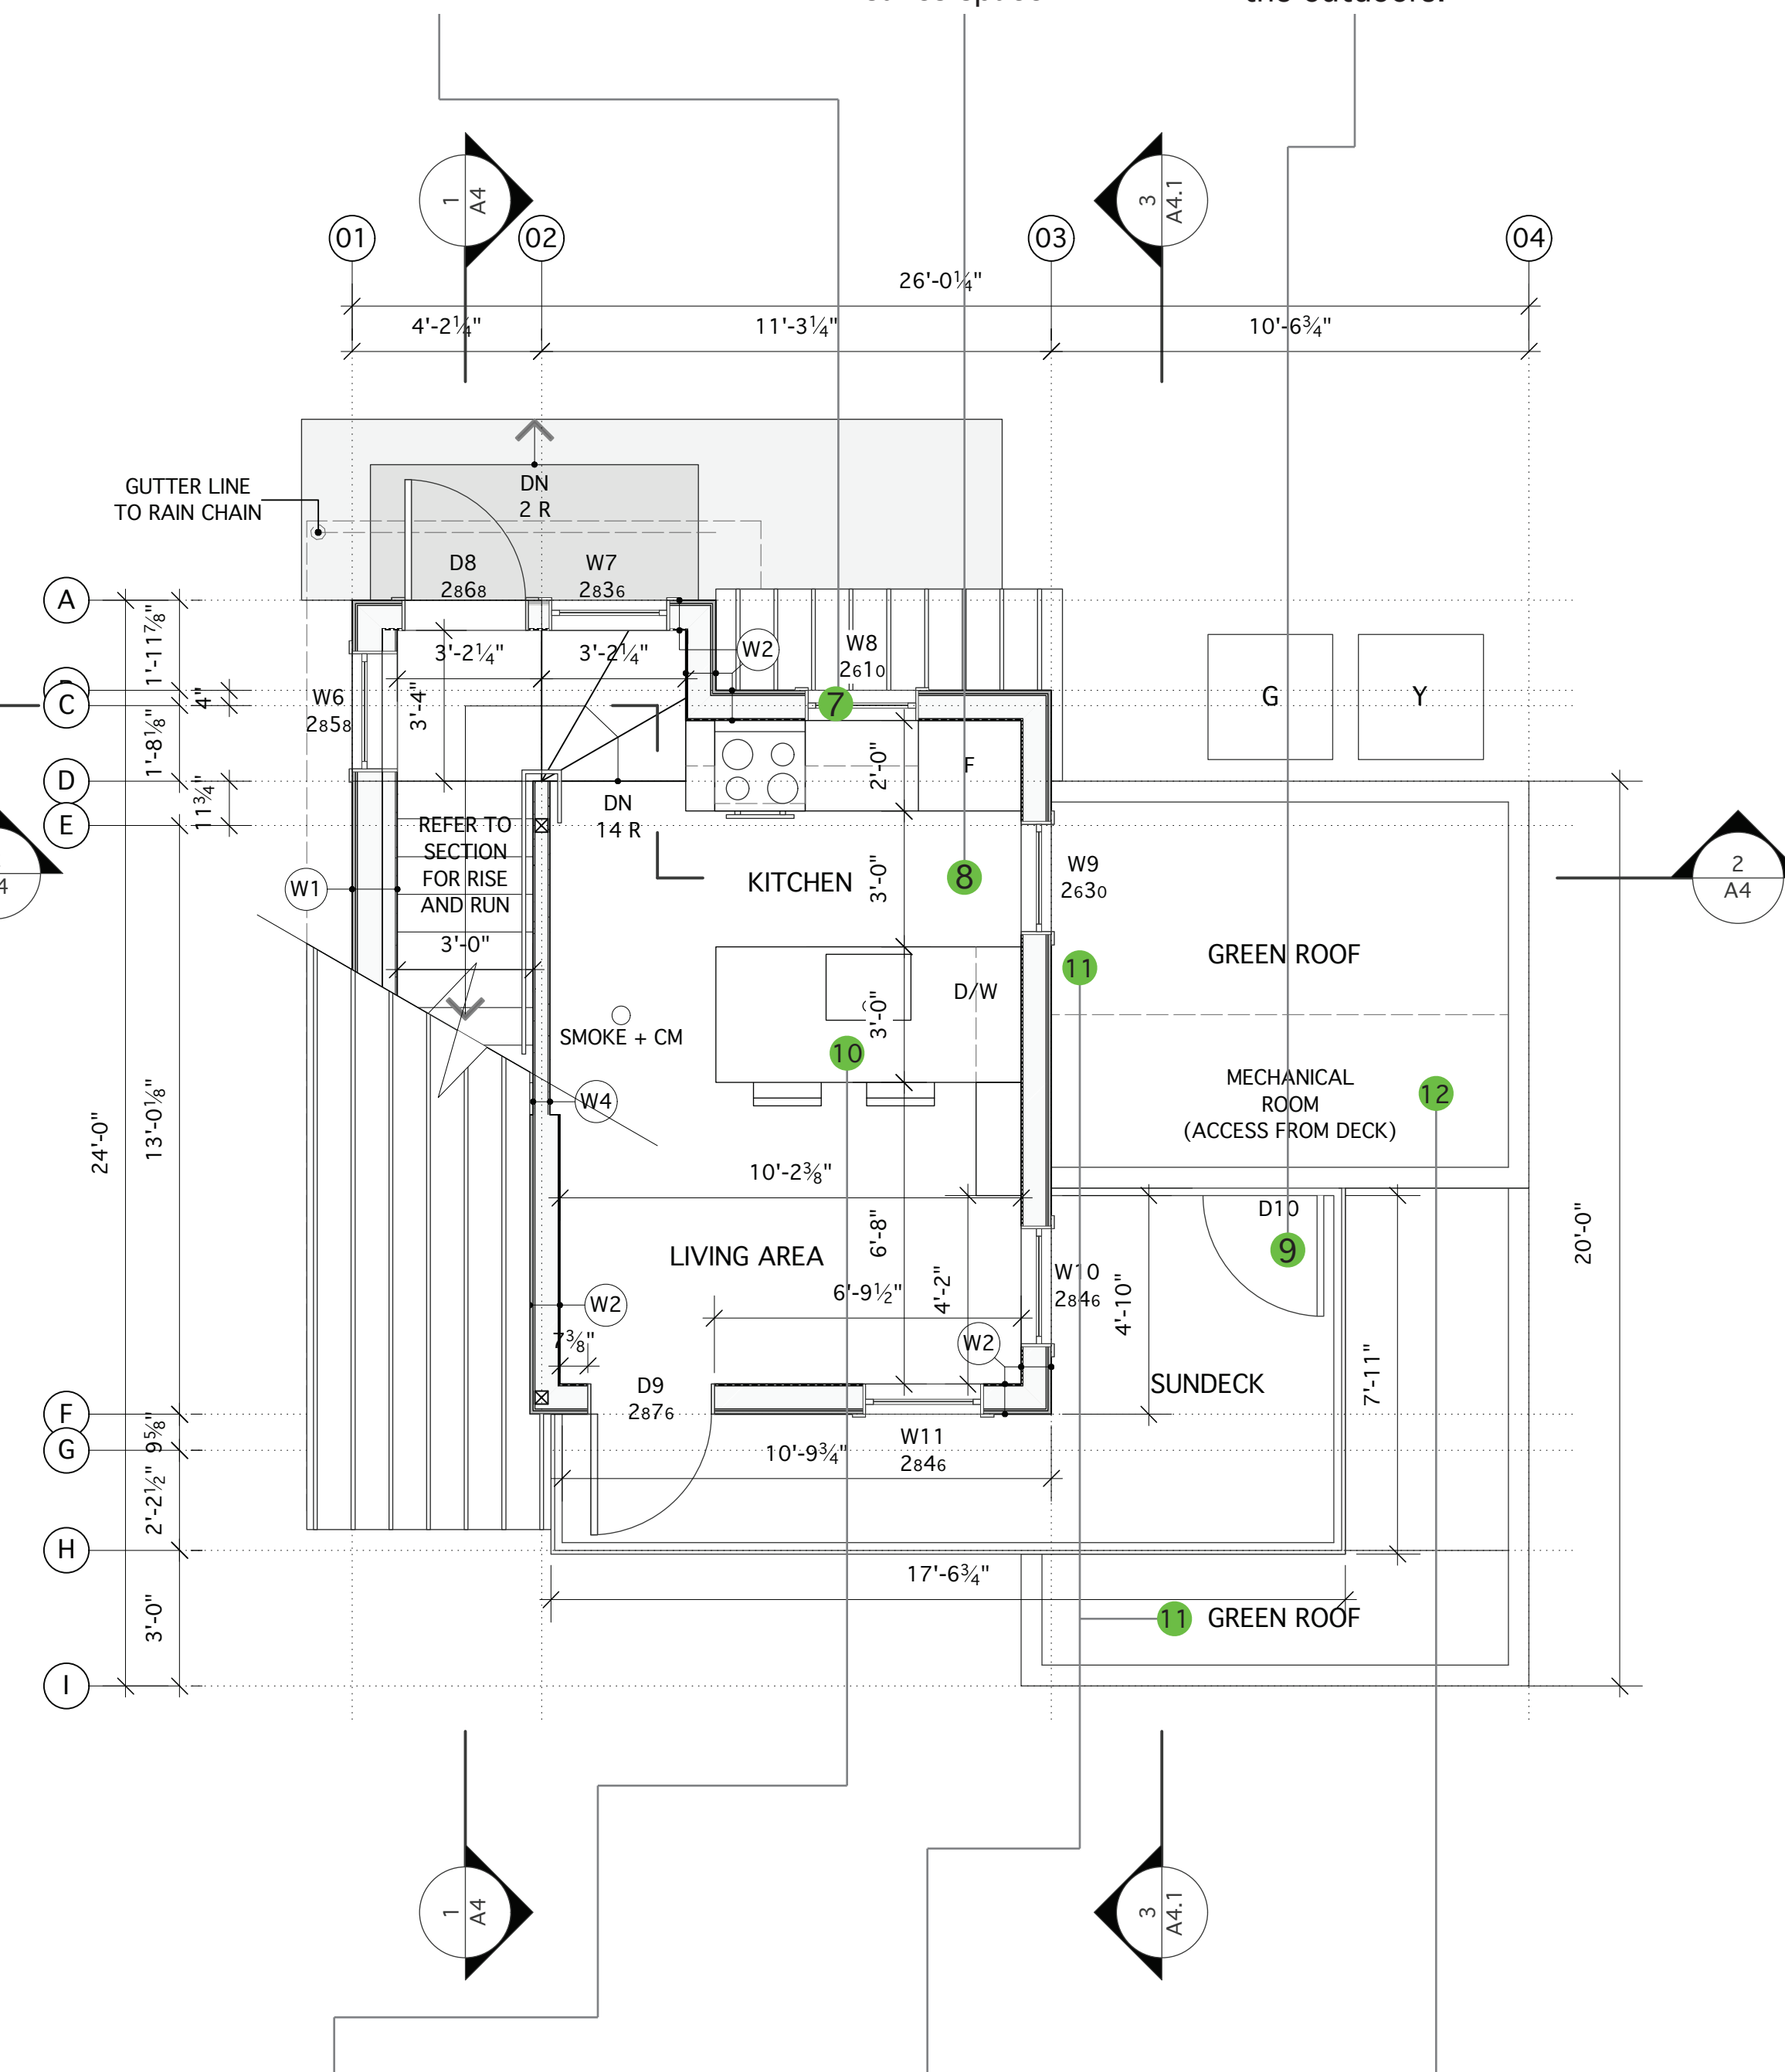 the outdoors.
1
A4
3
A4.1
01
02
03
04
26'-0¼"
4'-2¼"
11'-3¼"
10'-6¾"
GUTTER LINE
TO RAIN CHAIN
DN
2 R
D8
2868
W7
2836
A
1'-11⅞"
3'-2¼"
3'-2¼"
W2
W8
2610
W6
2858
3'-4"
C
4"
7
G
Y
1'-8⅛"
2'-0"
F
D
11¾"
E
DN
14 R
REFER TO
SECTION
FOR RISE
AND RUN
W1
3'-0"
KITCHEN
3'-0"
8
W9
2630
2
A4
4
GREEN ROOF
11
D/W
3'-0"
SMOKE + CM
10
MECHANICAL
ROOM
(ACCESS FROM DECK)
12
W4
24'-0"
13'-0⅛"
10'-2⅜"
D10
9
20'-0"
LIVING AREA
6'-8"
6'-9½"
4'-2"
W10
2846
4'-10"
W2
7⅜"
W2
7'-11"
SUNDECK
D9
2876
F
9⅝"
G
10'-9¾"
W11
2846
2'-2½"
H
17'-6¾"
3'-0"
11
GREEN ROOF
I
1
A4
3
A4.1